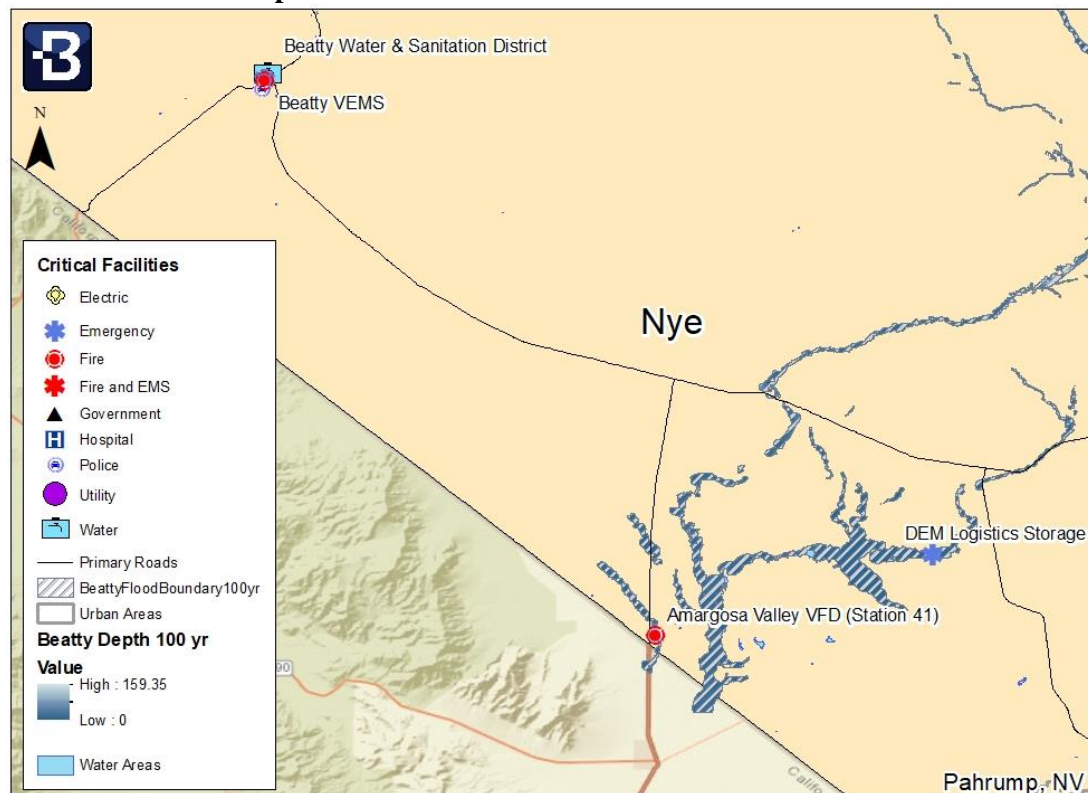 B
Beatty Water & Sanitation District
Beatty VEMS
N
Nye
DEM Logistics Storage
Amargosa Valley VFD (Station 41)
Pahrump, NV
90
Critical Facilities
Electric
Emergency
Fire
Fire and EMS
Government
H Hospital
Police
Utility
Water
Primary Roads
BeattyFloodBoundary100yr
Urban Areas
Beatty Depth 100 yr
Value
High : 159.35
Low : 0
Water Areas